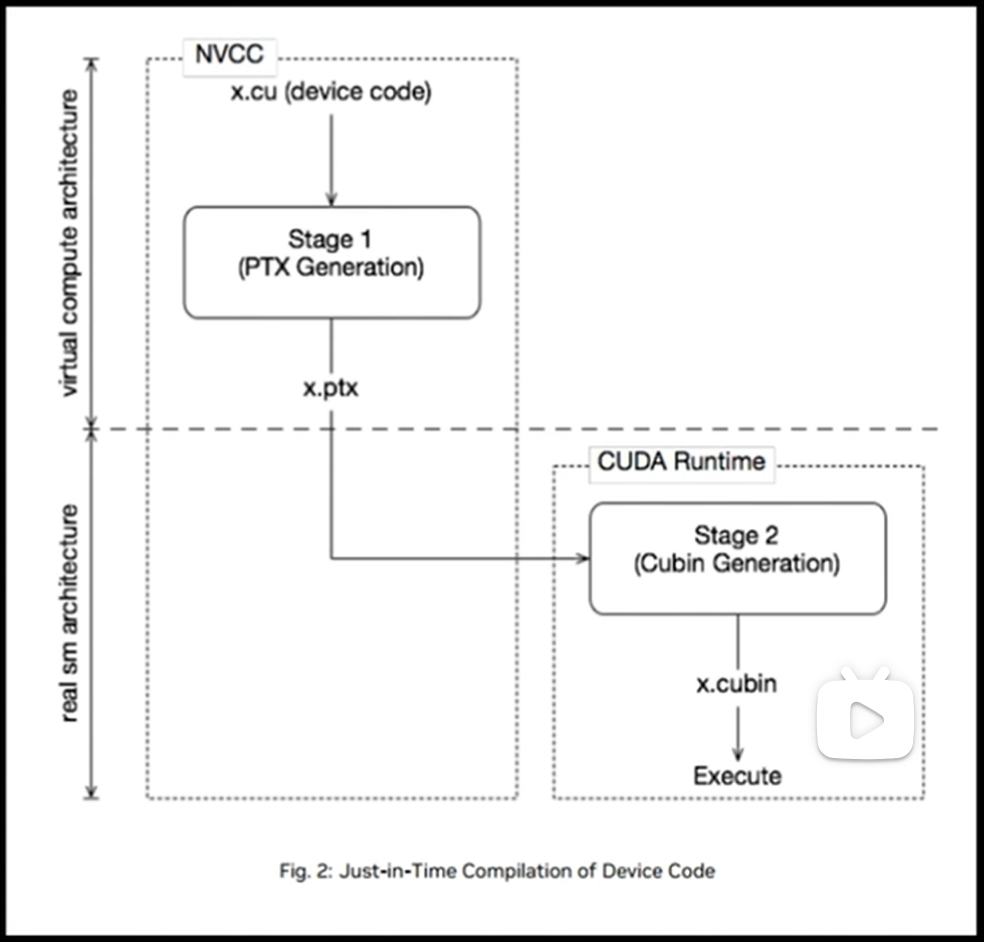 NVCC
x.cu (device code)
virtual compute architecture
Stage 1
(PTX Generation)
x.ptx
CUDA Runtime
real sm architecture
Stage 2
(Cubin Generation)
x.cubin
Execute
Fig. 2: Just-in-Time Compilation of Device Code